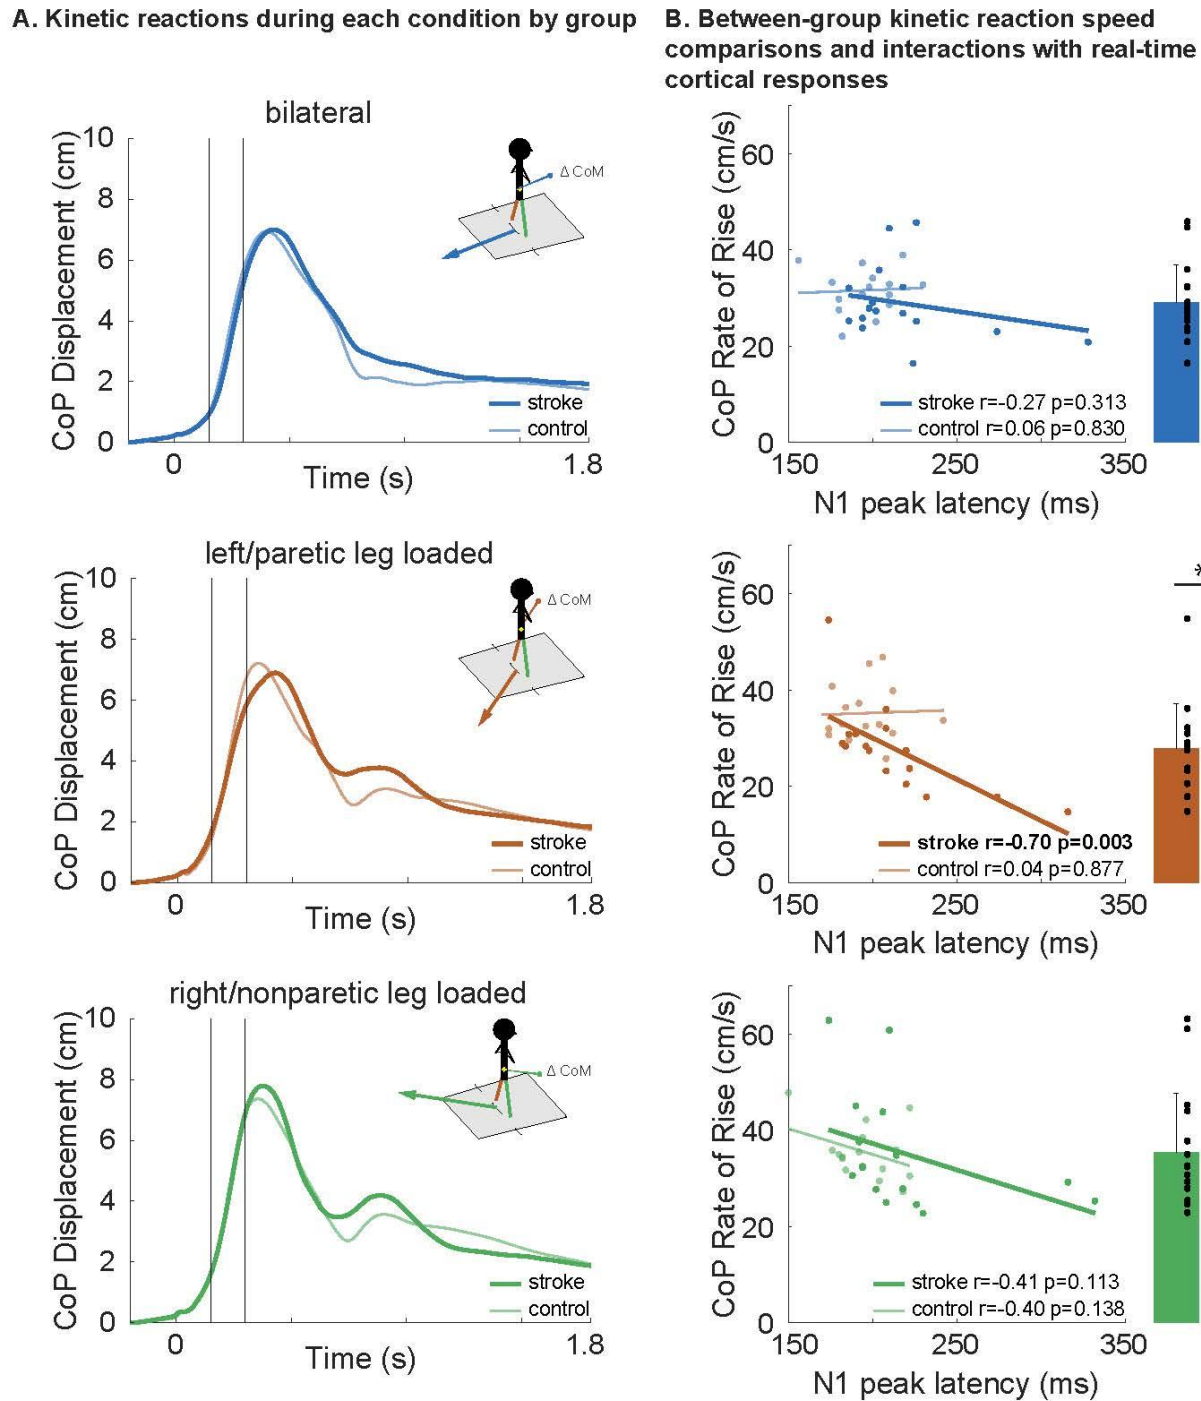 A. Kinetic reactions during each condition by group
B. Between-group kinetic reaction speed
comparisons and interactions with real-time
cortical responses
bilateral
CoP Displacement (cm)
10
8
6
4
2
0
Δ CoM
stroke
control
0
1.8
Time (s)
CoP Rate of Rise (cm/s)
60
40
20
0
stroke r=-0.27 p=0.313
control r=0.06 p=0.830
150
250
350
N1 peak latency (ms)
left/paretic leg loaded
CoP Displacement (cm)
10
8
6
4
2
0
Δ CoM
stroke
control
0
1.8
Time (s)
CoP Rate of Rise (cm/s)
60
40
20
0
*
stroke r=-0.70 p=0.003
control r=0.04 p=0.877
150
250
350
N1 peak latency (ms)
right/nonparetic leg loaded
CoP Displacement (cm)
10
8
6
4
2
0
Δ CoM
stroke
control
0
1.8
Time (s)
CoP Rate of Rise (cm/s)
60
40
20
0
stroke r=-0.41 p=0.113
control r=-0.40 p=0.138
150
250
350
N1 peak latency (ms)